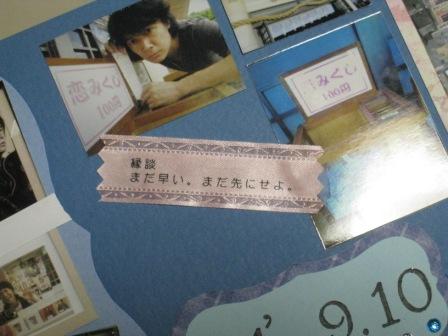 恋みくじ
100円
みくじ
100円
縁談
まだ早い。まだ先にせよ。
9.10